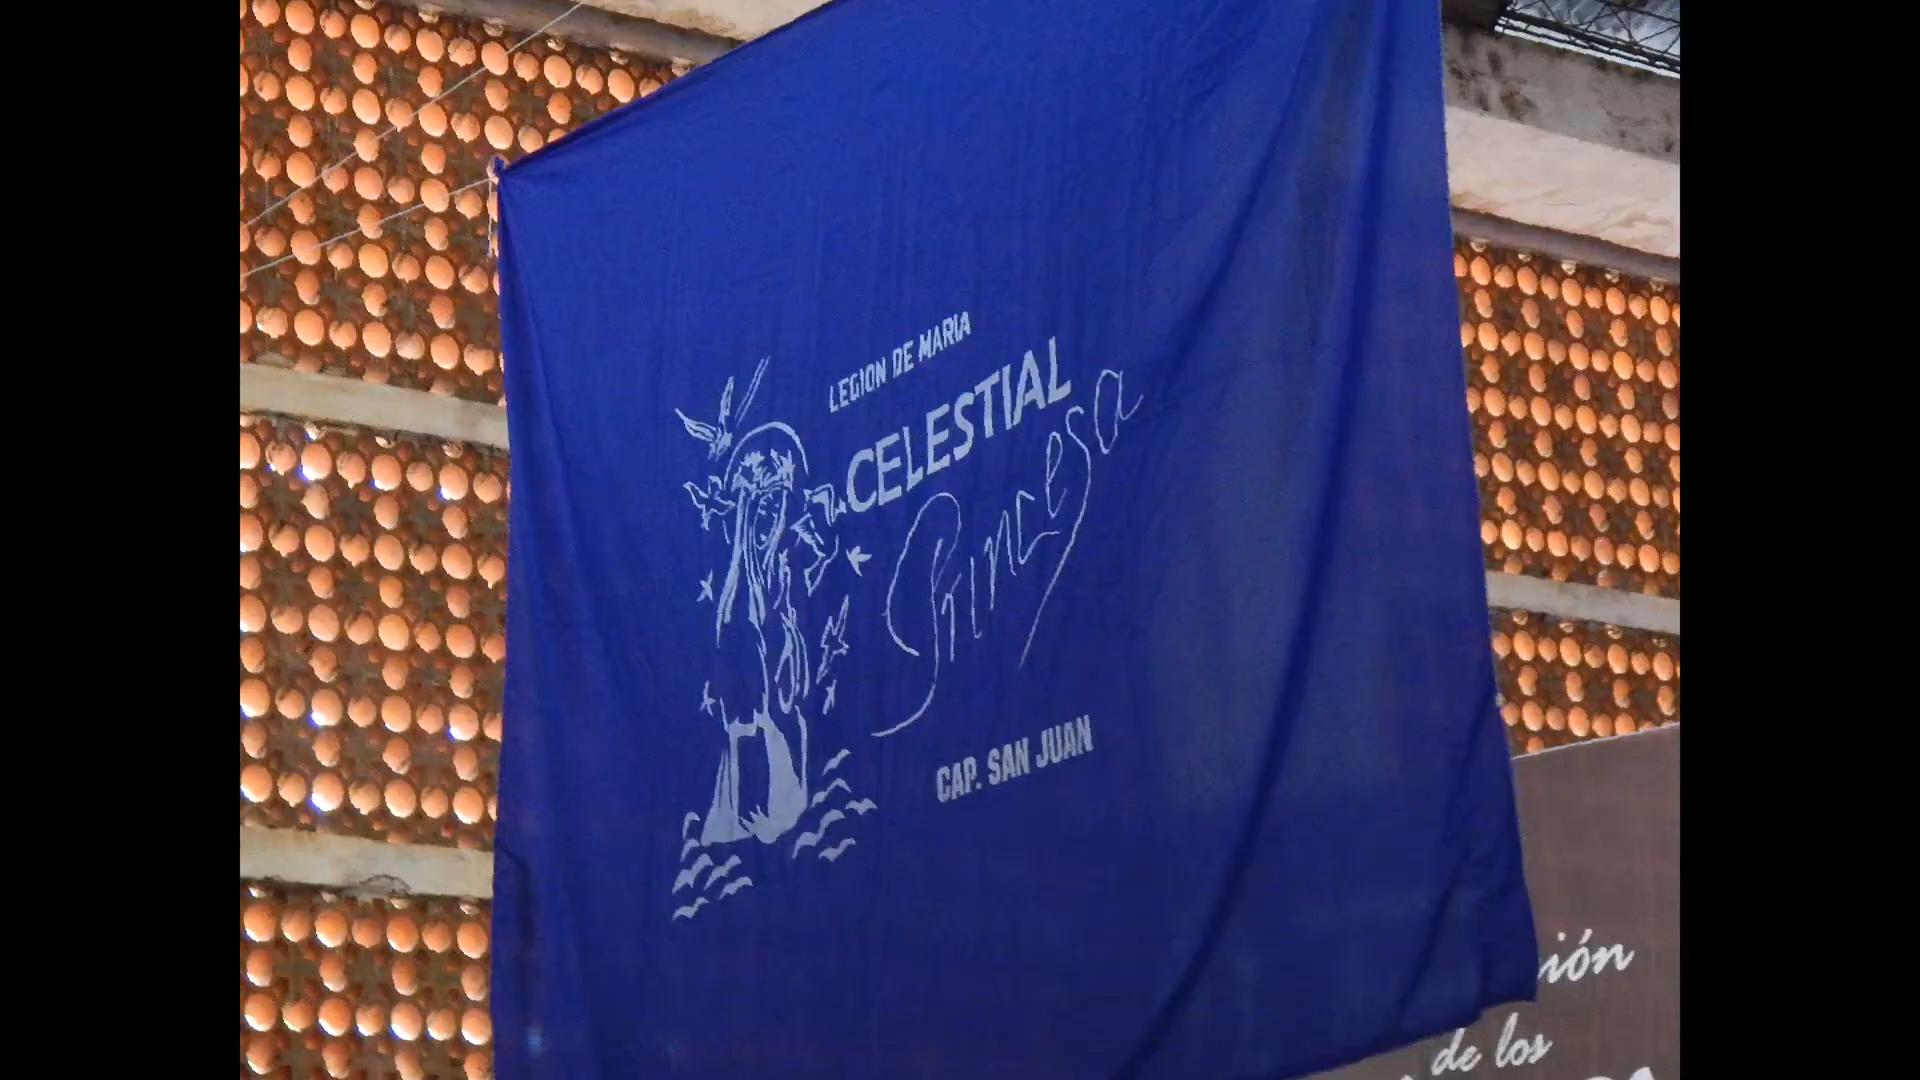 LEGION DE MARIA
CELESTIAL
Princesa
CAP. SAN JUAN
ión
de los